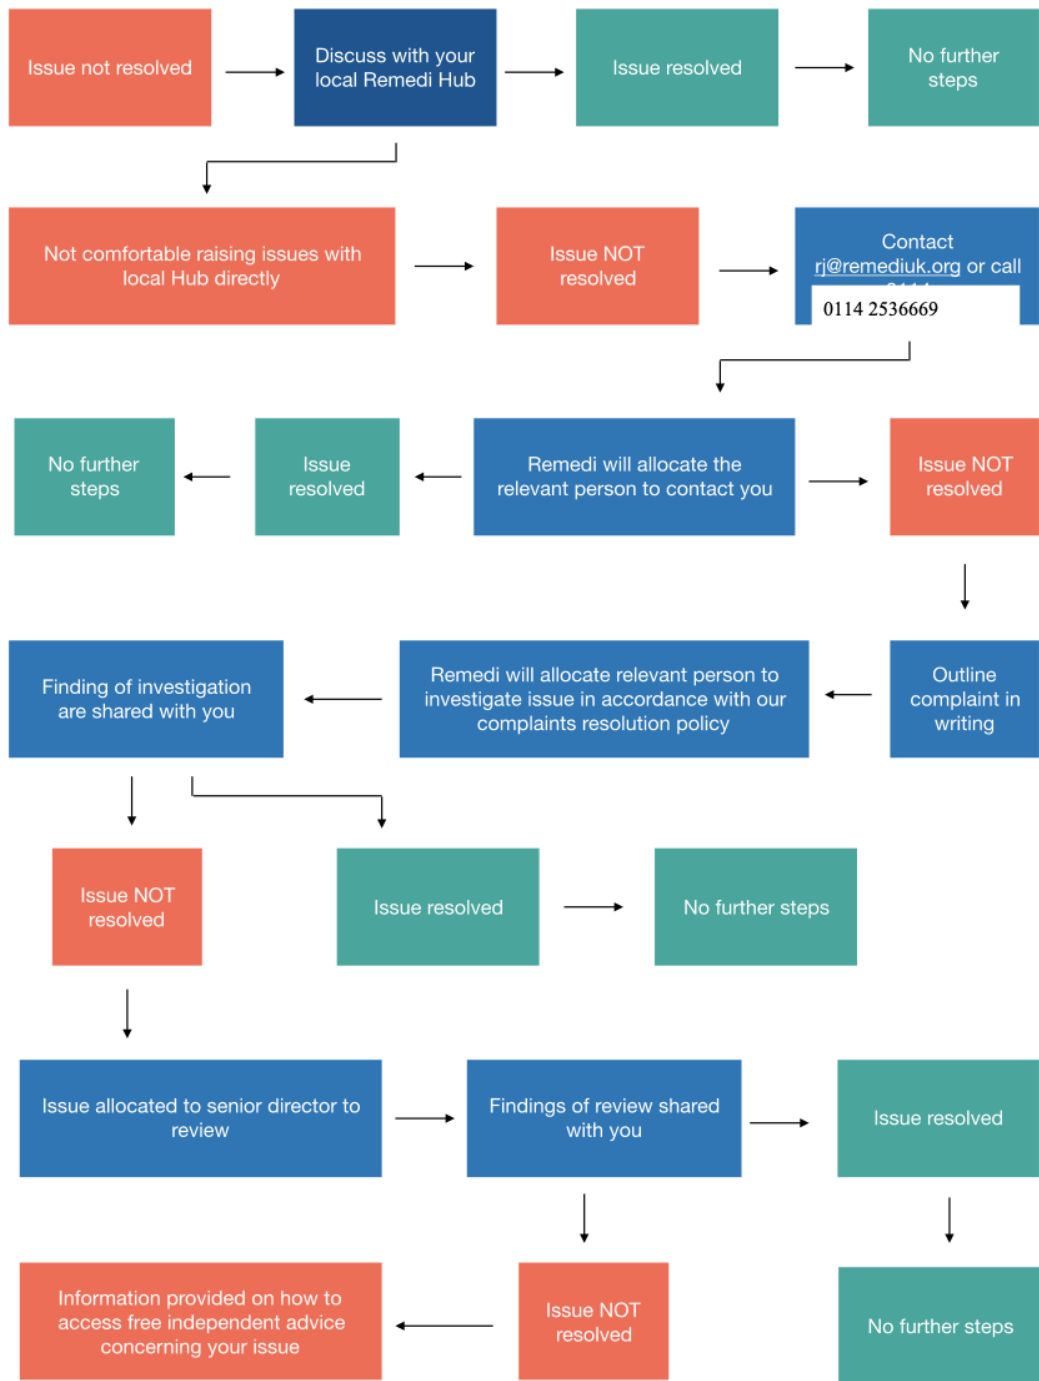 Issue not resolved
Discuss with your
local Remedi Hub
Issue resolved
No further
steps
Not comfortable raising issues with
local Hub directly
Issue NOT
resolved
Contact
rj@remediuk.org or call
0114 2536669
No further
steps
Issue
resolved
Remedi will allocate the
relevant person to contact you
Issue NOT
resolved
Finding of investigation
are shared with you
Remedi will allocate relevant person to
investigate issue in accordance with our
complaints resolution policy
Outline
complaint in
writing
Issue NOT
resolved
Issue resolved
No further steps
Issue allocated to senior director to
review
Findings of review shared
with you
Issue resolved
Information provided on how to
access free independent advice
concerning your issue
Issue NOT
resolved
No further steps